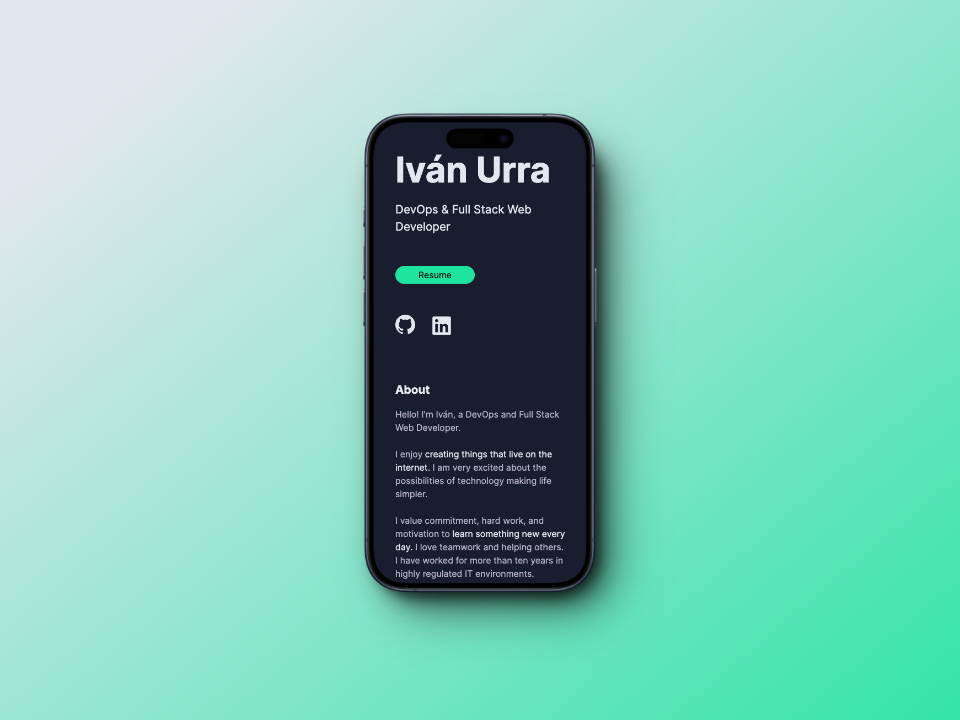 Iván Urra
DevOps & Full Stack Web
Developer
Resume
in
About
Hello! I'm Iván, a DevOps and Full Stack
Web Developer.
I enjoy creating things that live on the
internet. I am very excited about the
possibilities of technology making life
simpler.
I value commitment, hard work, and
motivation to learn something new every
day. I love teamwork and helping others.
I have worked for more than ten years in
highly regulated IT environments.